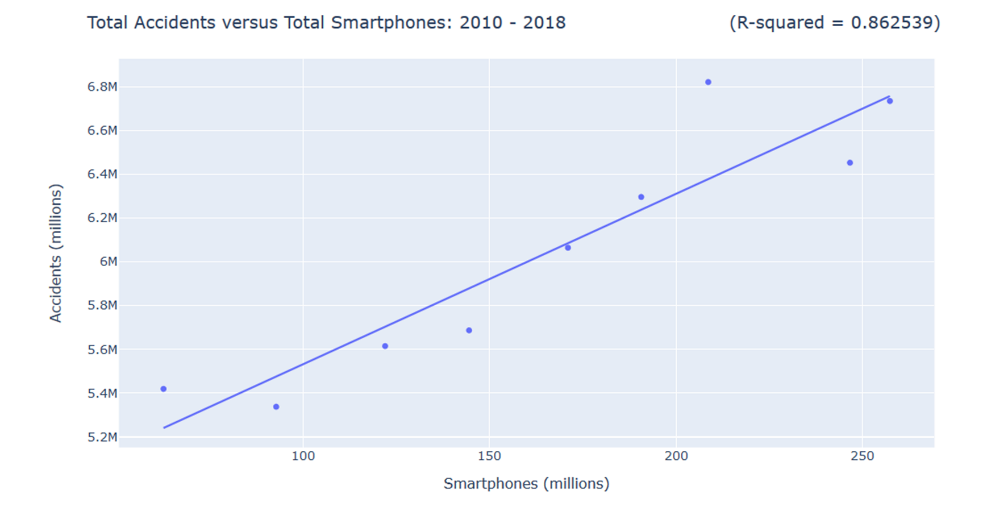 Total Accidents versus Total Smartphones: 2010 - 2018 (R-squared = 0.862539)
Accidents (millions)
6.8M
6.6M
6.4M
6.2M
6M
5.8M
5.6M
5.4M
5.2M
100 150 200 250
Smartphones (millions)